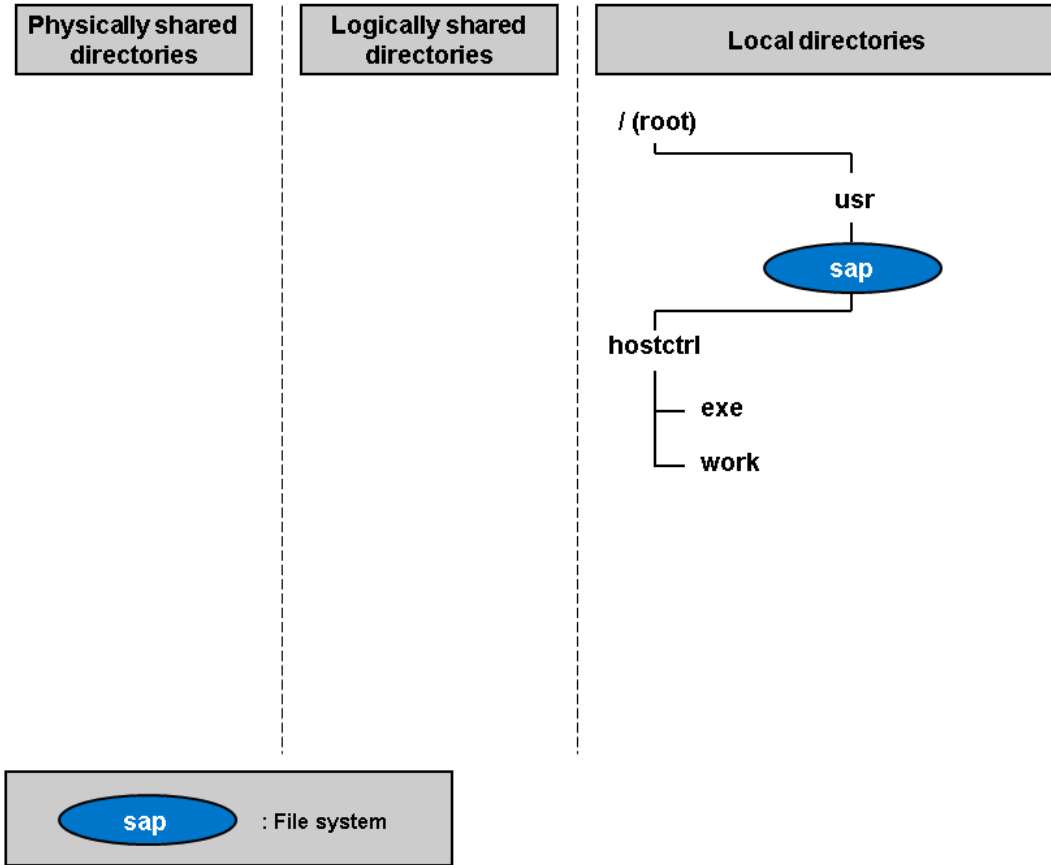 Physically shared
directories
Logically shared
directories
Local directories
/ (root)
usr
sap
hostctrl
exe
work
sap
: File system